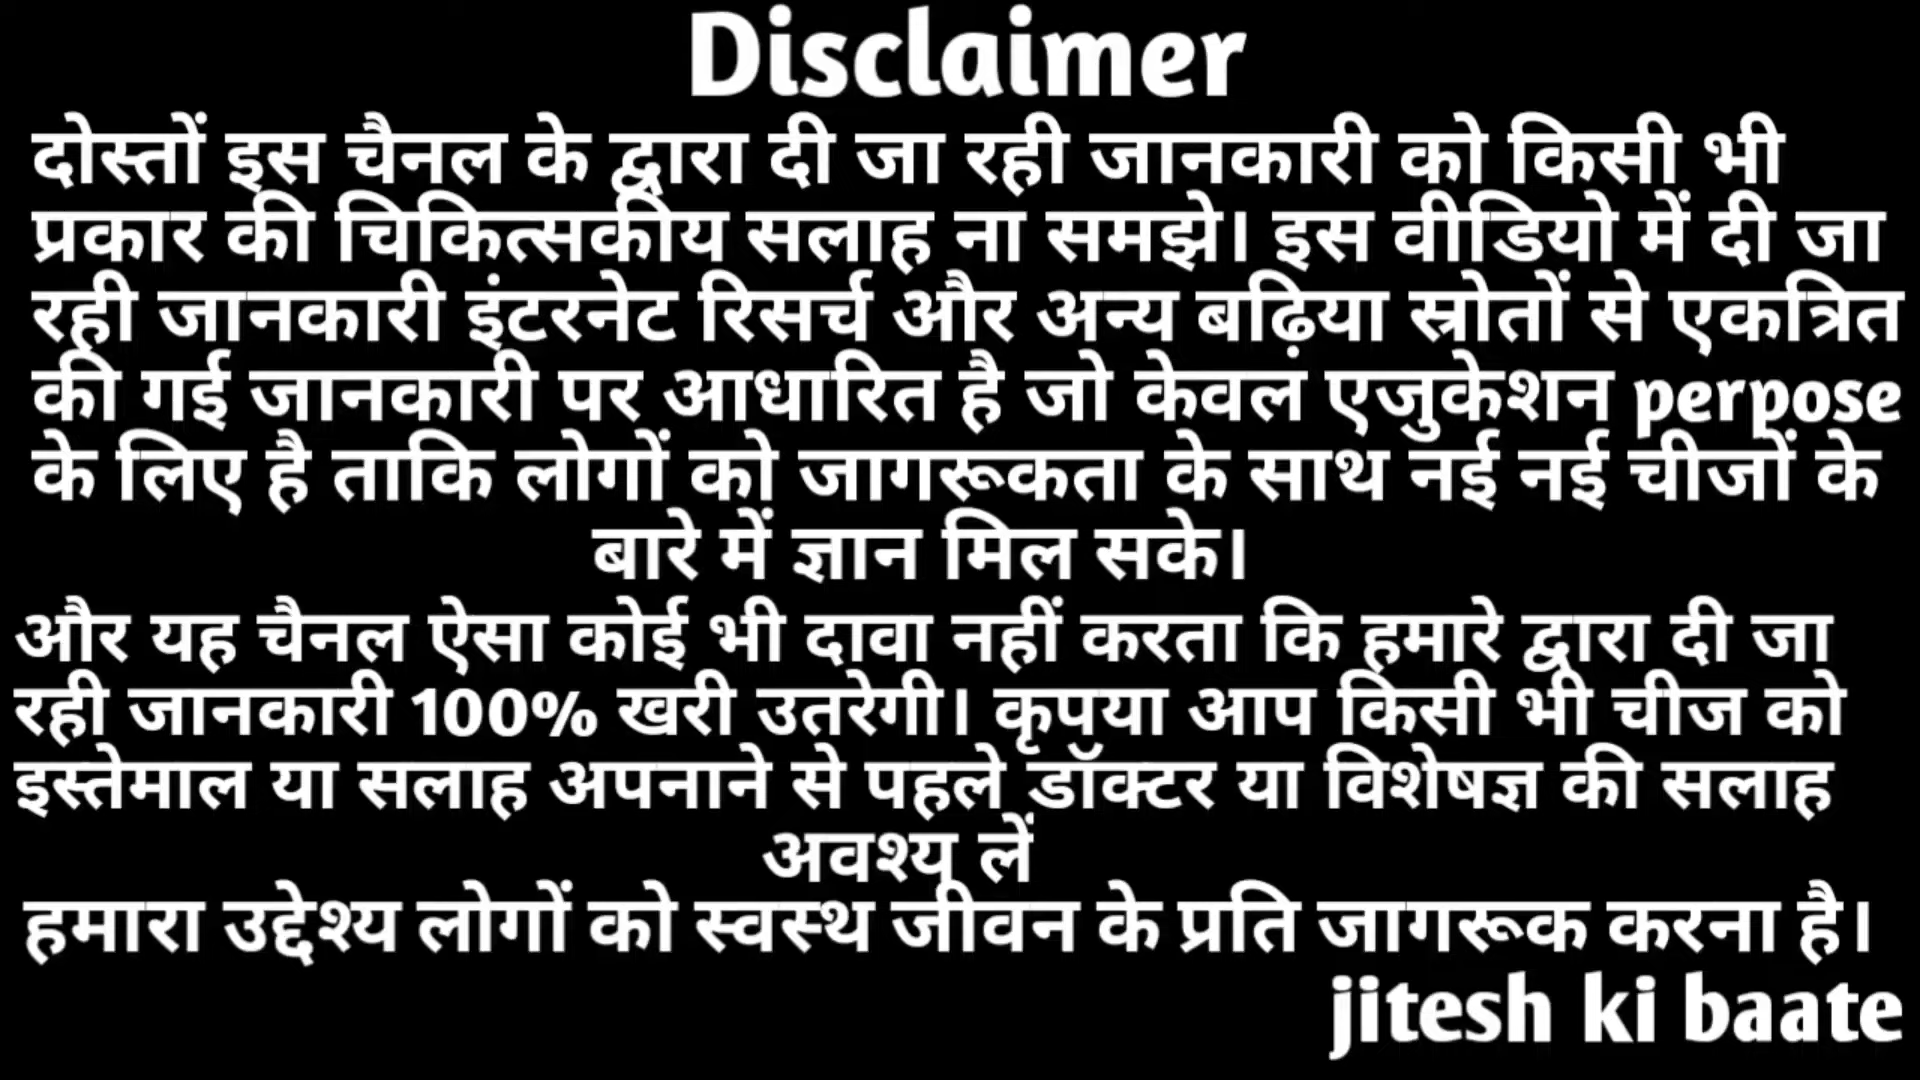 Disclaimer
दोस्तों इस चैनल के द्वारा दी जा रही जानकारी को किसी भी
प्रकार की चिकित्सकीय सलाह ना समझे। इस वीडियो में दी जा
रही जानकारी इंटरनेट रिसर्च और अन्य बढ़िया स्रोतों से एकत्रित
की गई जानकारी पर आधारित है जो केवल एजुकेशन perpose
के लिए है ताकि लोगों को जागरूकता के साथ नई नई चीजों के
बारे में ज्ञान मिल सके।
और यह चैनल ऐसा कोई भी दावा नहीं करता कि हमारे द्वारा दी जा
रही जानकारी 100% खरी उतरेगी। कृपया आप किसी भी चीज को
इस्तेमाल या सलाह अपनाने से पहले डॉक्टर या विशेषज्ञ की सलाह
अवश्य लें
हमारा उद्देश्य लोगों को स्वस्थ जीवन के प्रति जागरूक करना है।
jitesh ki baate